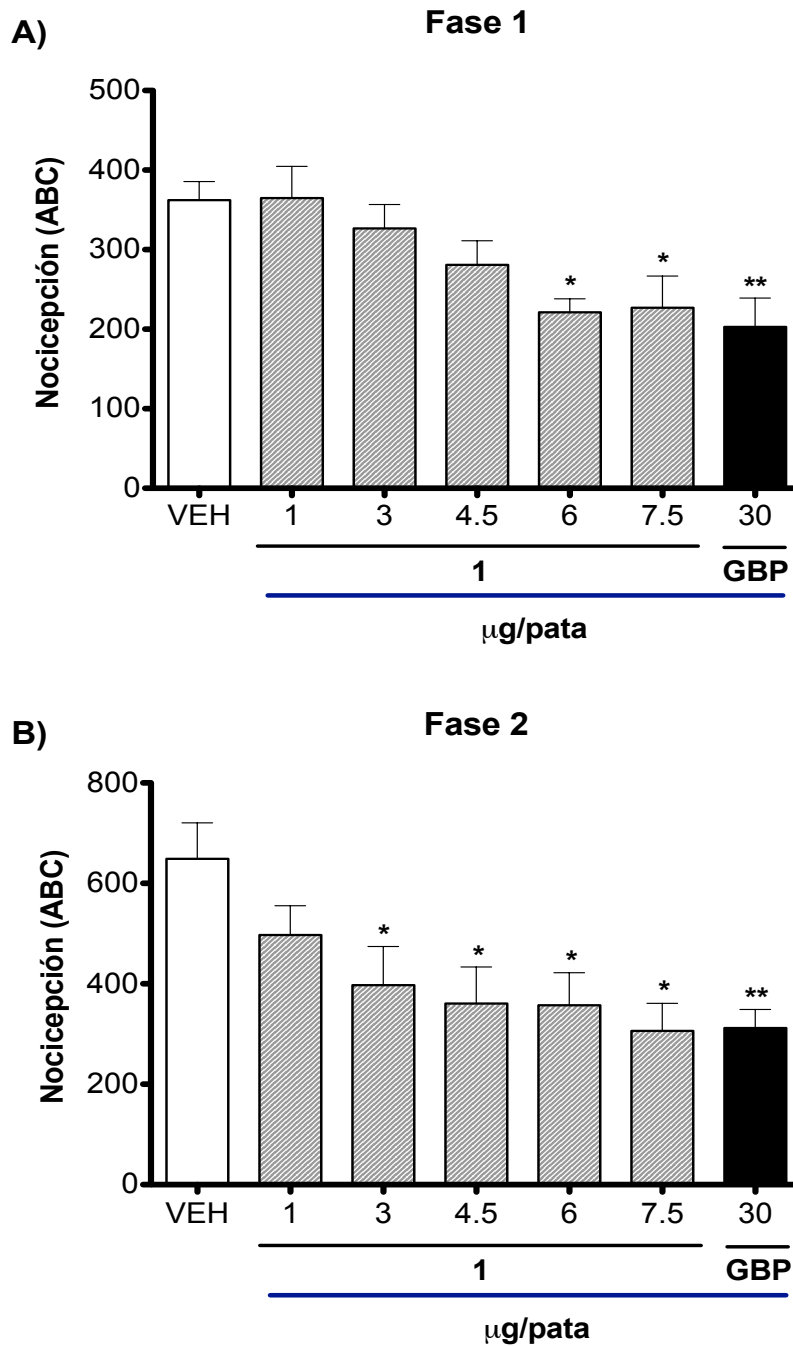 A)
Fase 1
Nocicepción (ABC)
500
400
300
200
100
0
*
*
**
VEH 1 3 4.5 6 7.5 30
1 GBP
μg/pata
B)
Fase 2
Nocicepción (ABC)
800
600
400
200
0
*
*
*
*
**
VEH 1 3 4.5 6 7.5 30
1 GBP
μg/pata